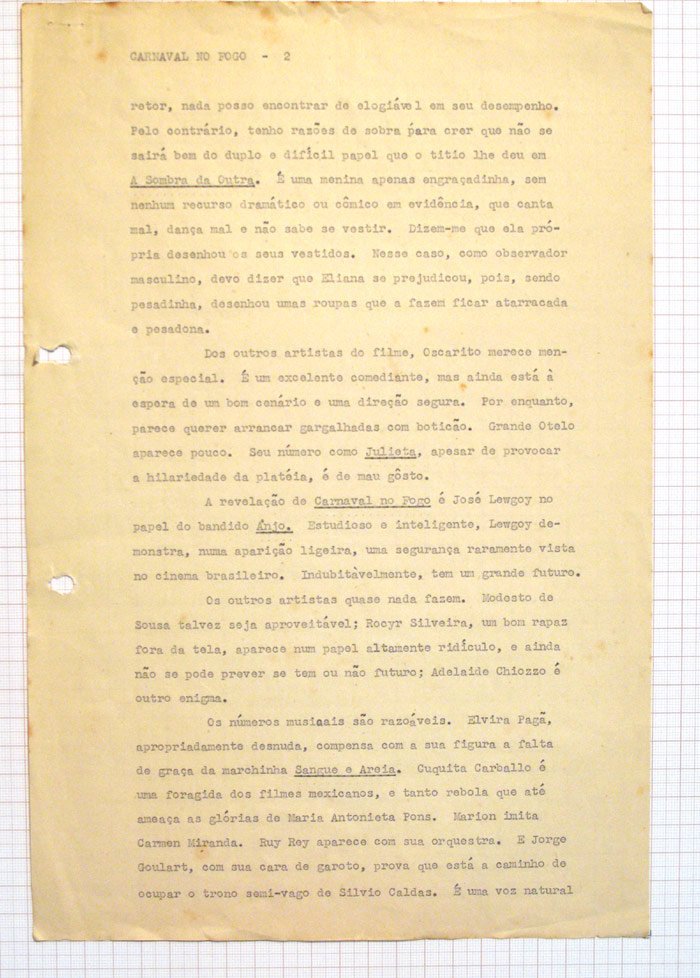 CARNAVAL NO FOGO - 2
retor, nada posso encontrar de elogiável em seu desempenho.
Pelo contrário, tenho razões de sobra para crer que não se
sairá bem do duplo e difícil papel que o titio lhe deu em
A Sombra da Outra. É uma menina apenas engraçadinha, sem
nenhum recurso dramático ou cômico em evidência, que canta
mal, dança mal e não sabe se vestir. Dizem-me que ela pró-
pria desenhou os seus vestidos. Nesse caso, como observador
masculino, devo dizer que Eliana se prejudicou, pois, sendo
pesadinha, desenhou umas roupas que a fazem ficar atarracada
e pesadona.
Dos outros artistas do filme, Oscarito merece men-
ção especial. É um excelente comediante, mas ainda está à
espera de um bom cenário e uma direção segura. Por enquanto,
parece querer arrancar gargalhadas com boticão. Grande Otelo
aparece pouco. Seu número como Julieta, apesar de provocar
a hilariedade da platéia, é de mau gôsto.
A revelação de Carnaval no Fogo é José Lewgoy no
papel do bandido Ânjo. Estudioso e inteligente, Lewgoy de-
monstra, numa aparição ligeira, uma segurança raramente vista
no cinema brasileiro. Indubitàvelmente, tem um grande futuro.
Os outros artistas quase nada fazem. Modesto de
Sousa talvez seja aproveitável; Rocyr Silveira, um bom rapaz
fora da tela, aparece num papel altamente ridículo, e ainda
não se pode prever se tem ou não futuro; Adelaide Chiozzo é
outro enigma.
Os números musicais são razoáveis. Elvira Pagã,
apropriadamente desnuda, compensa com a sua figura a falta
de graça da marchinha Sangue e Areia. Cuquita Carballo é
uma foragida dos filmes mexicanos, e tanto rebola que até
ameaça as glórias de Maria Antonieta Pons. Marion imita
Carmen Miranda. Ruy Rey aparece com sua orquestra. E Jorge
Goulart, com sua cara de garoto, prova que está a caminho de
ocupar o trono semi-vago de Silvio Caldas. É uma voz natural